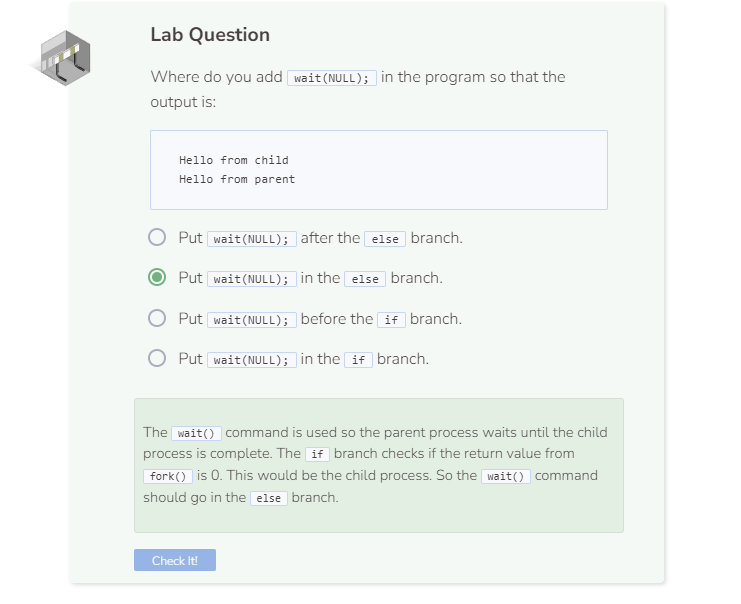 Lab Question
Where do you add wait(NULL); in the program so that the
output is:
Hello from child
Hello from parent
Put wait(NULL); after the else branch.
Put wait(NULL); in the else branch.
Put wait(NULL); before the if branch.
Put wait(NULL); in the if branch.
The wait() command is used so the parent process waits until the child
process is complete. The if branch checks if the return value from
fork() is 0. This would be the child process. So the wait() command
should go in the else branch.
Check It!